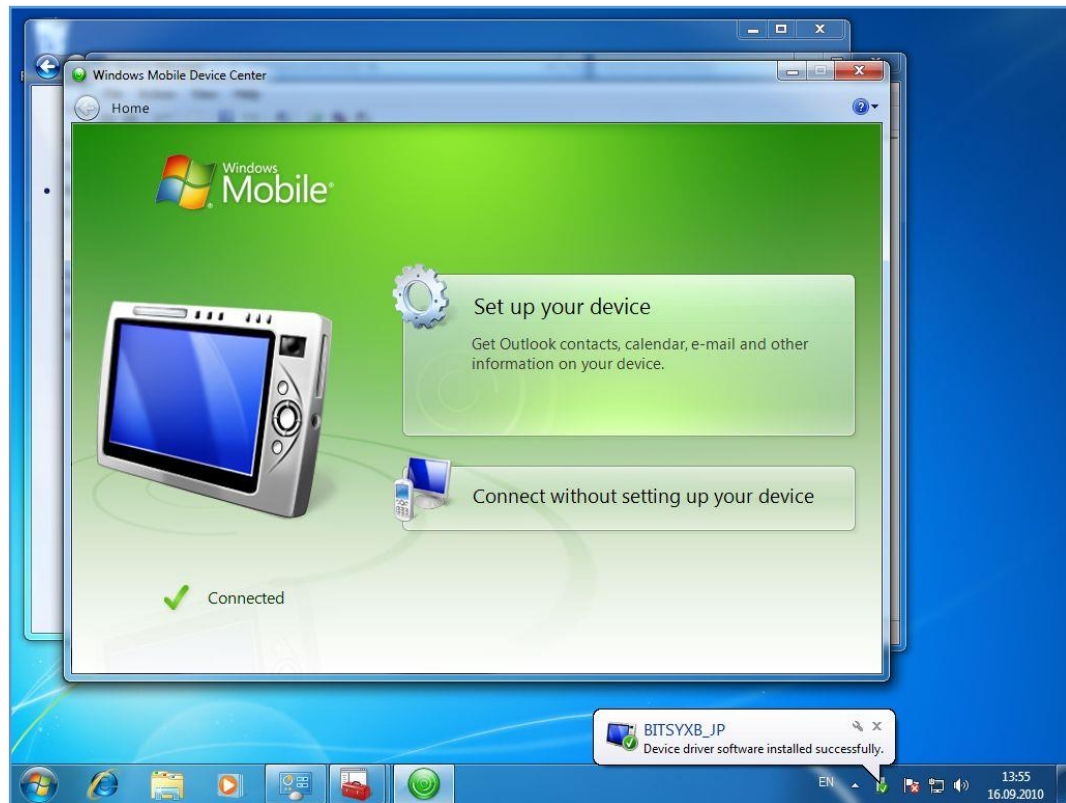 Windows Mobile Device Center
Home
Windows
Mobile
Set up your device
Get Outlook contacts, calendar, e-mail and other
information on your device.
Connect without setting up your device
Connected
BITSYXB_JP
Device driver software installed successfully.
EN
13:55
16.09.2010